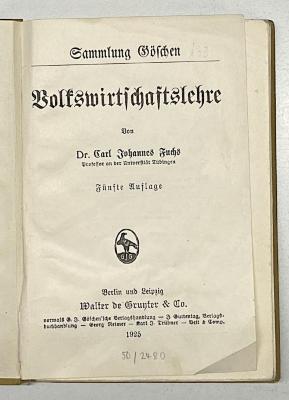 Sammlung Göschen
Volkswirtschaftslehre
Von
Dr. Carl Johannes Fuchs
Professor an der Universität Tübingen
Fünfte Auflage
Berlin und Leipzig
Walter de Gruyter & Co.
vormals G. J. Göschen'sche Verlagshandlung — J. Guttentag, Verlags-
buchhandlung — Georg Reimer — Karl J. Trübner — Veit & Comp.
1925
50/2480